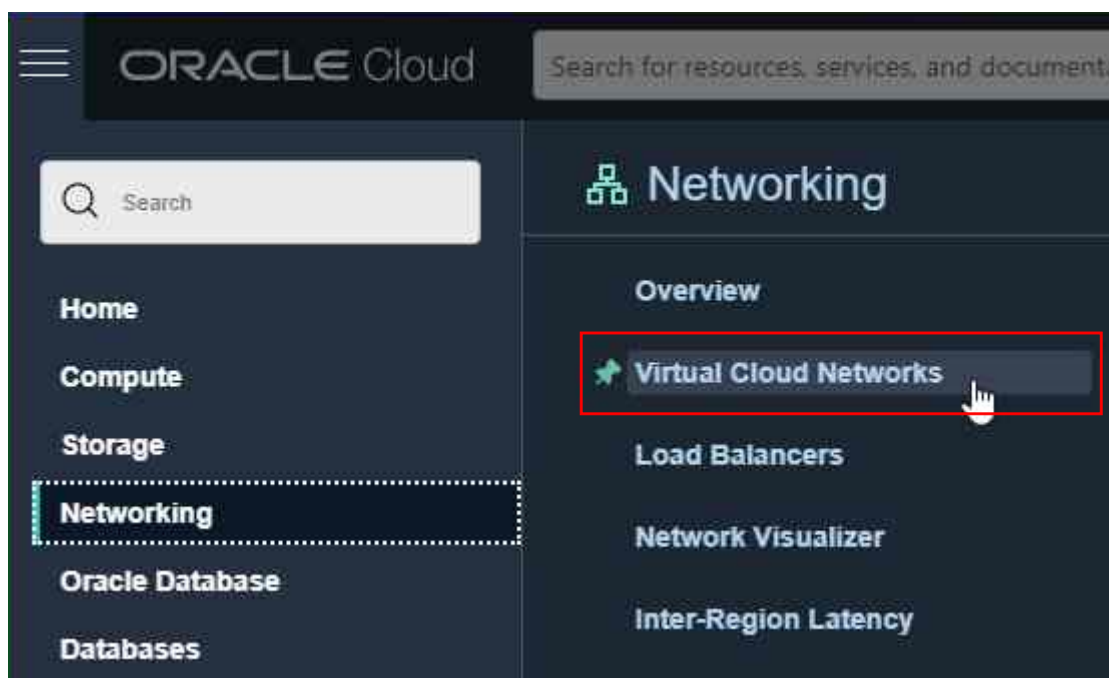 ORACLE Cloud
Search for resources, services, and document
Search
Home
Compute
Storage
Networking
Oracle Database
Databases
Networking
Overview
Virtual Cloud Networks
Load Balancers
Network Visualizer
Inter-Region Latency